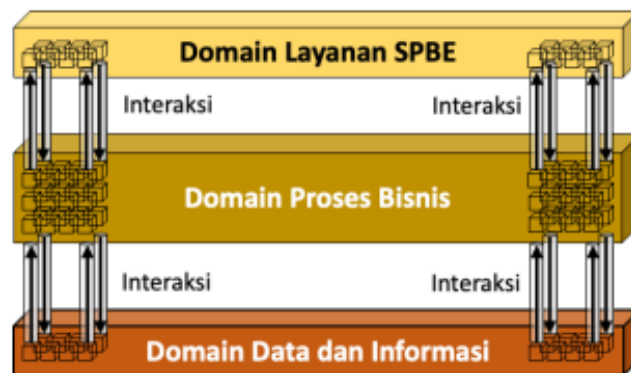 Domain Layanan SPBE
Interaksi
Interaksi
Domain Proses Bisnis
Interaksi
Interaksi
Domain Data dan Informasi